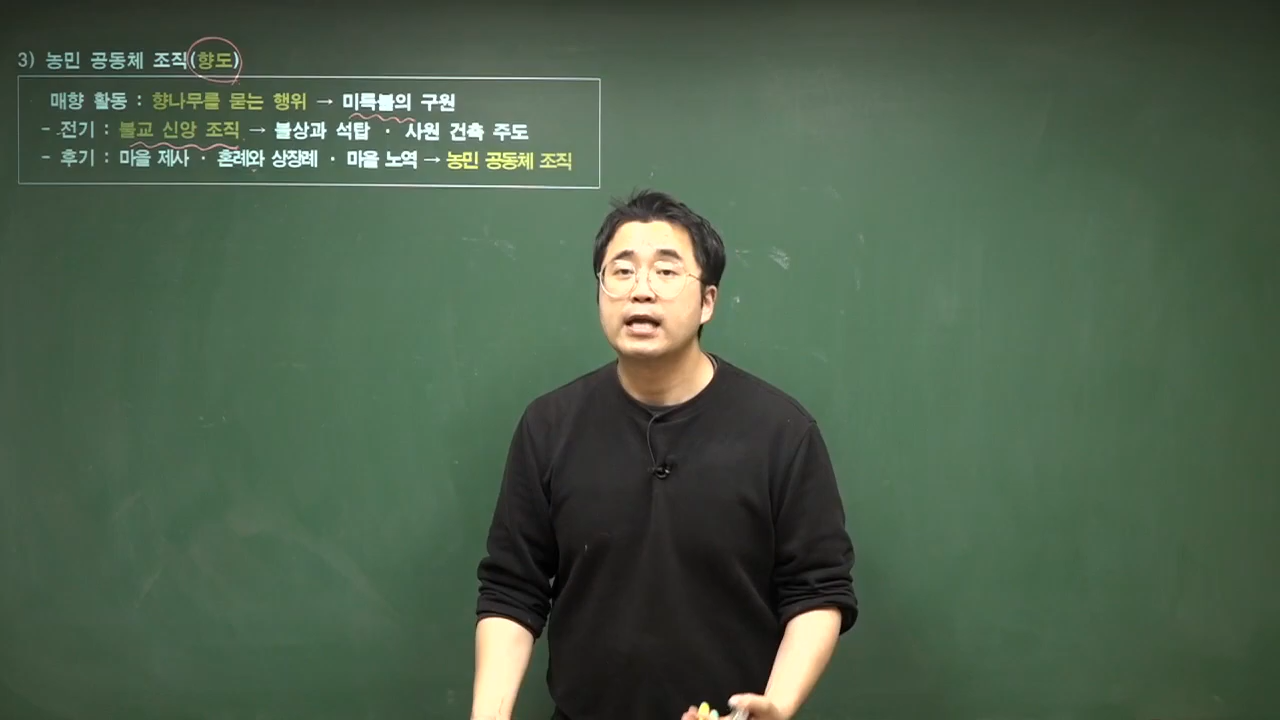 3) 농민 공동체 조직(향도)
매향 활동 : 향나무를 묻는 행위 → 미륵불의 구원
- 전기 : 불교 신앙 조직 → 불상과 석탑 · 사원 건축 주도
- 후기 : 마을 제사 · 혼례와 상장례 · 마을 노역 → 농민 공동체 조직